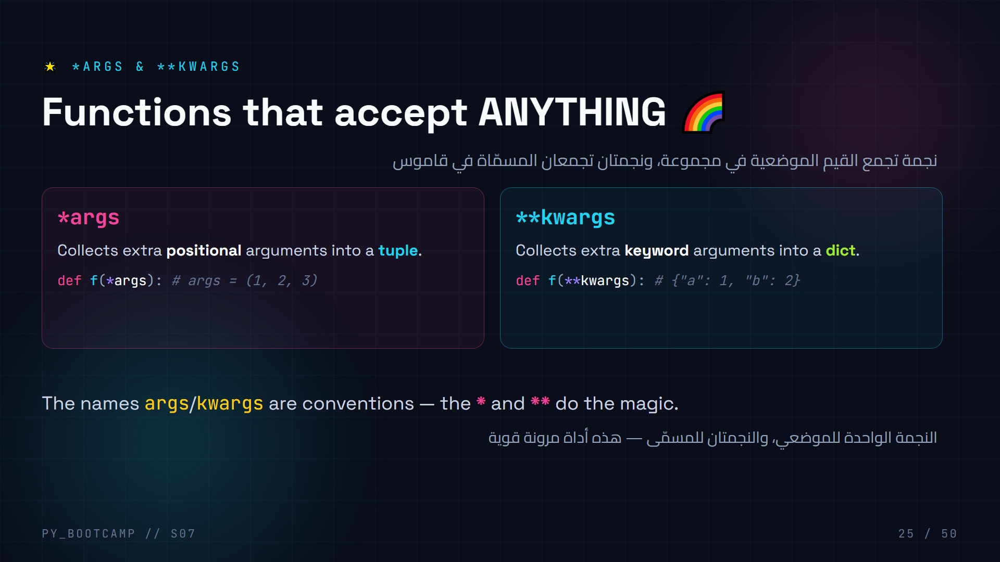 🌟 *ARGS & **KWARGS
Functions that accept ANYTHING 🌈
نجمة تجمع القيم الموضعية في مجموعة، ونجمتان تجمعان المسمّاة في قاموس
*args
Collects extra positional arguments into a tuple.
def f(*args): # args = (1, 2, 3)
**kwargs
Collects extra keyword arguments into a dict.
def f(**kwargs): # {"a": 1, "b": 2}
The names args/kwargs are conventions — the * and ** do the magic.
النجمة الواحدة للموضعي، والنجمتان للمسمّى — هذه أداة مرونة قوية
PY_BOOTCAMP // S07
25 / 50